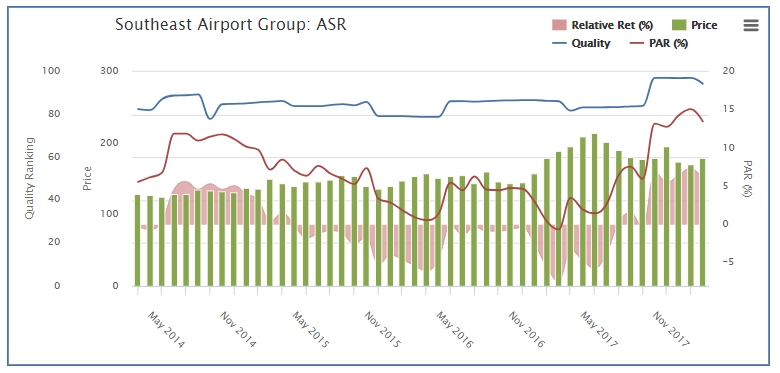 Southeast Airport Group: ASR
Relative Ret (%)
Price
Quality
PAR (%)
100
80
60
40
20
0
Quality Ranking
300
200
100
0
Price
20
15
10
5
0
−5
PAR (%)
May 2014
Nov 2014
May 2015
Nov 2015
May 2016
Nov 2016
May 2017
Nov 2017